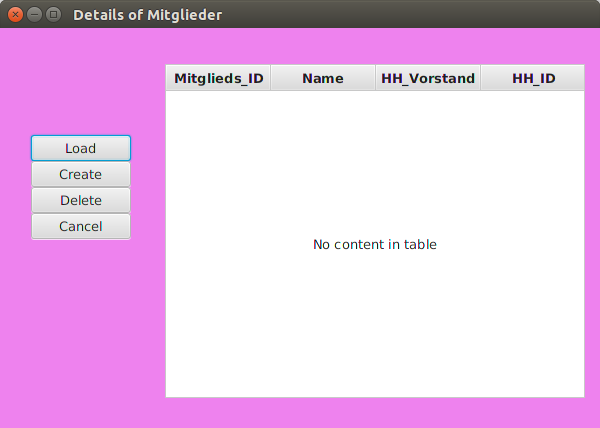 Details of Mitglieder
Mitglieds_ID Name HH_Vorstand HH_ID
Load
Create
Delete
Cancel
No content in table